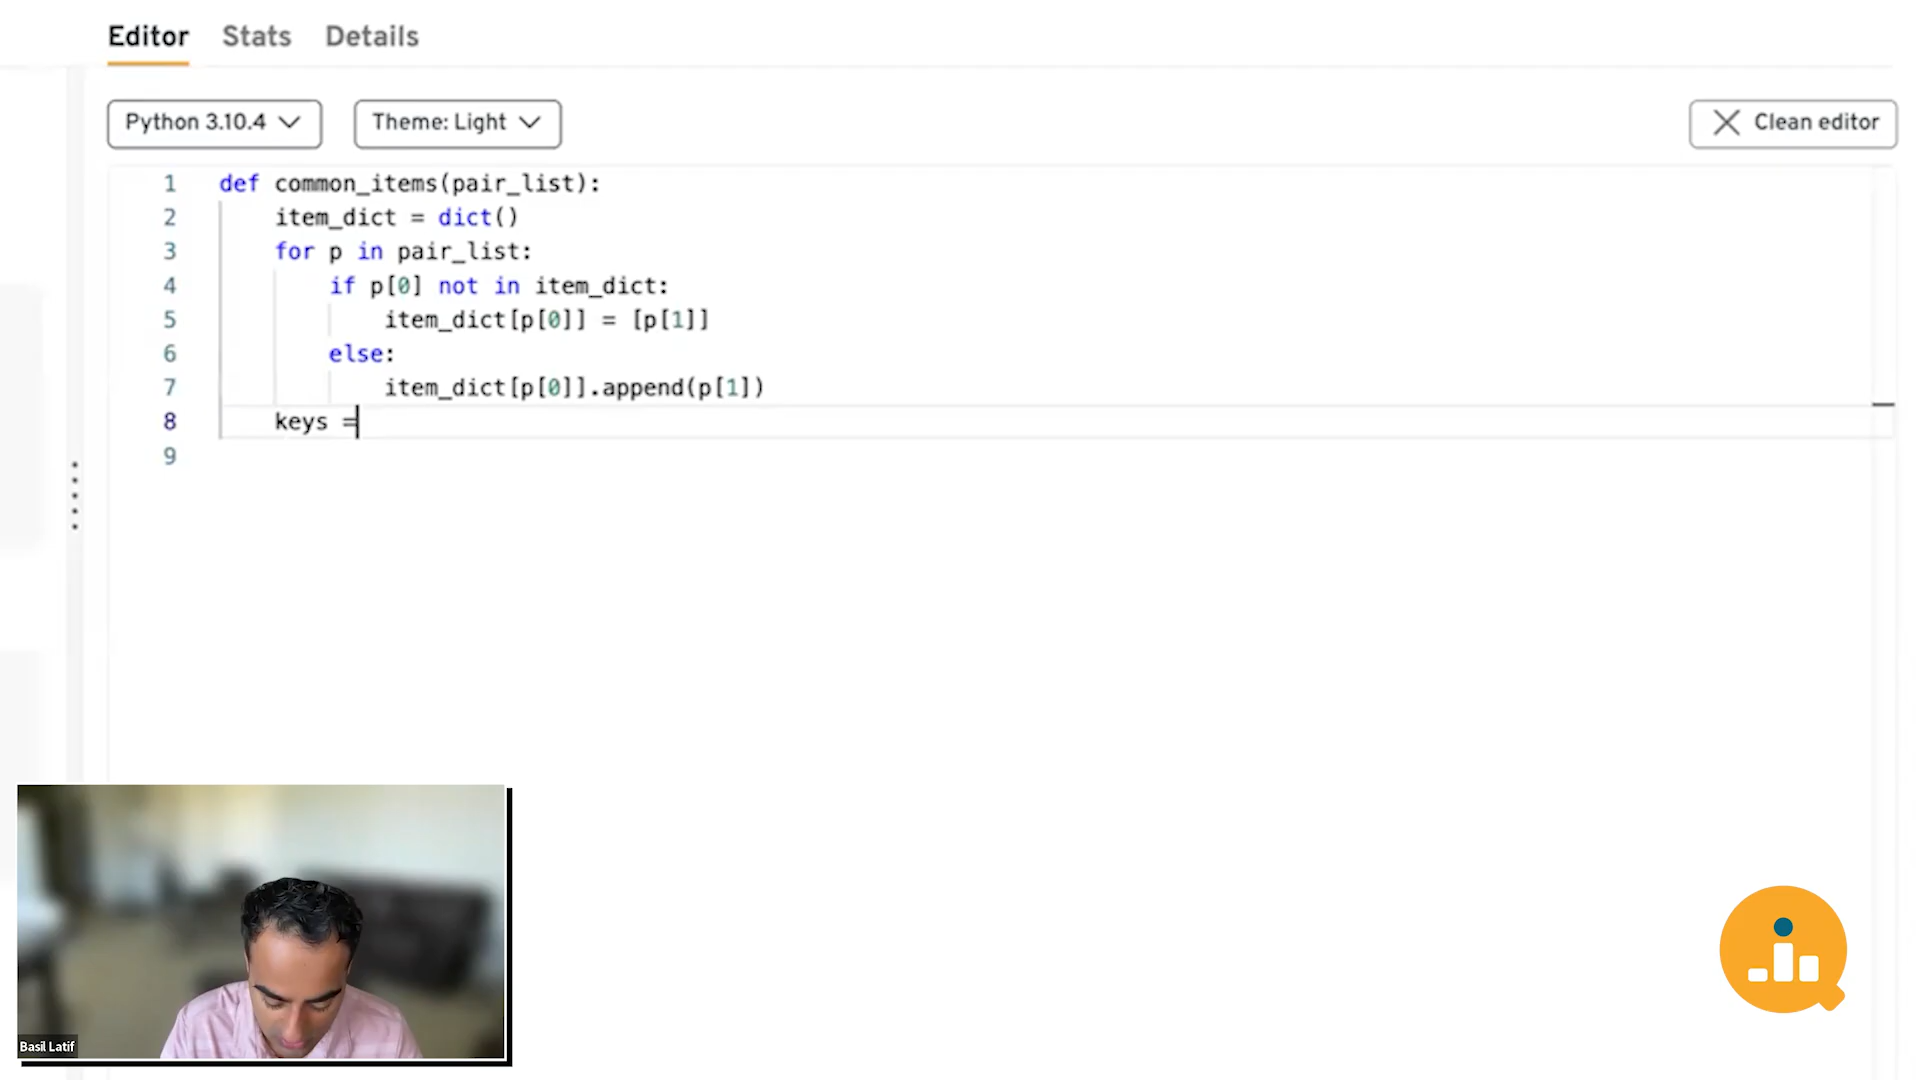 Editor Stats Details
Python 3.10.4 Theme: Light Clean editor
1 def common_items(pair_list):
2 item_dict = dict()
3 for p in pair_list:
4 if p[0] not in item_dict:
5 item_dict[p[0]] = [p[1]]
6 else:
7 item_dict[p[0]].append(p[1])
8 keys =
9
Basil Latif